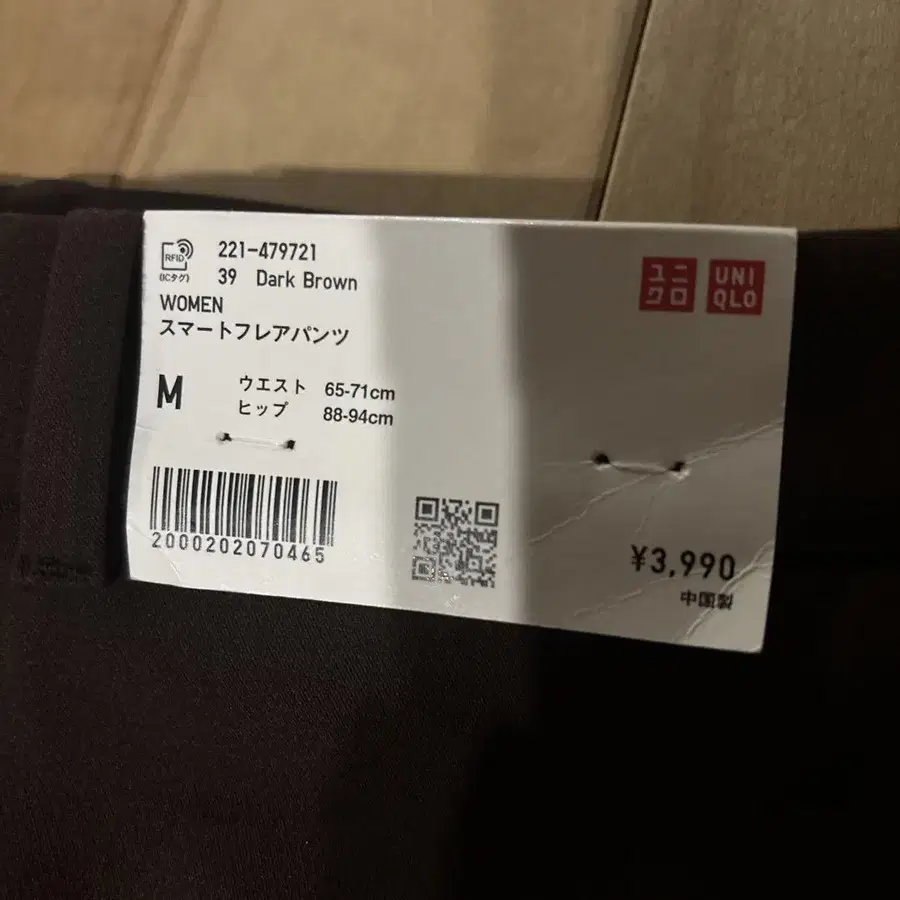 RFID
(ICタグ)
221-479721
39 Dark Brown
WOMEN
スマートフレアパンツ
M
ウエスト 65-71cm
ヒップ 88-94cm
2000202070465
ユニ
クロ
UNI
QLO
¥3,990
中国製